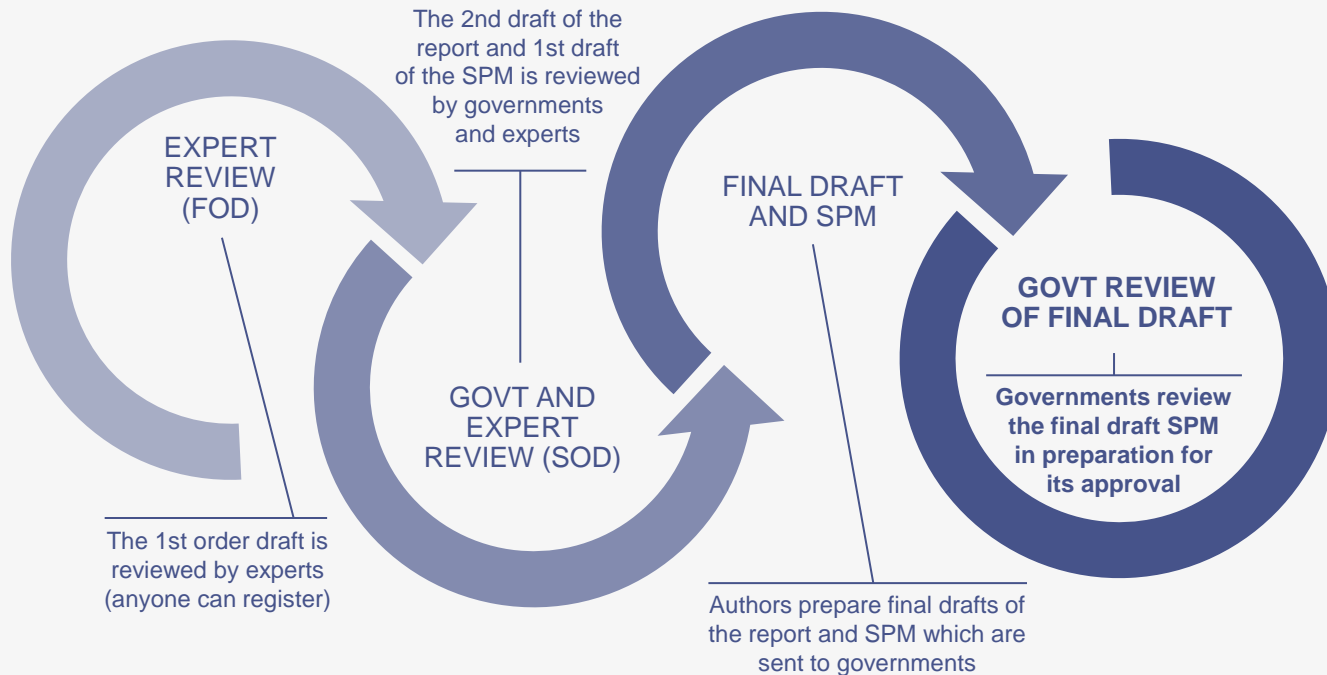 EXPERT
REVIEW
(FOD)
The 1st order draft is
reviewed by experts
(anyone can register)
The 2nd draft of the
report and 1st draft
of the SPM is reviewed
by governments
and experts
GOVT AND
EXPERT
REVIEW (SOD)
FINAL DRAFT
AND SPM
Authors prepare final drafts of
the report and SPM which are
sent to governments
GOVT REVIEW
OF FINAL DRAFT
Governments review
the final draft SPM
in preparation for
its approval